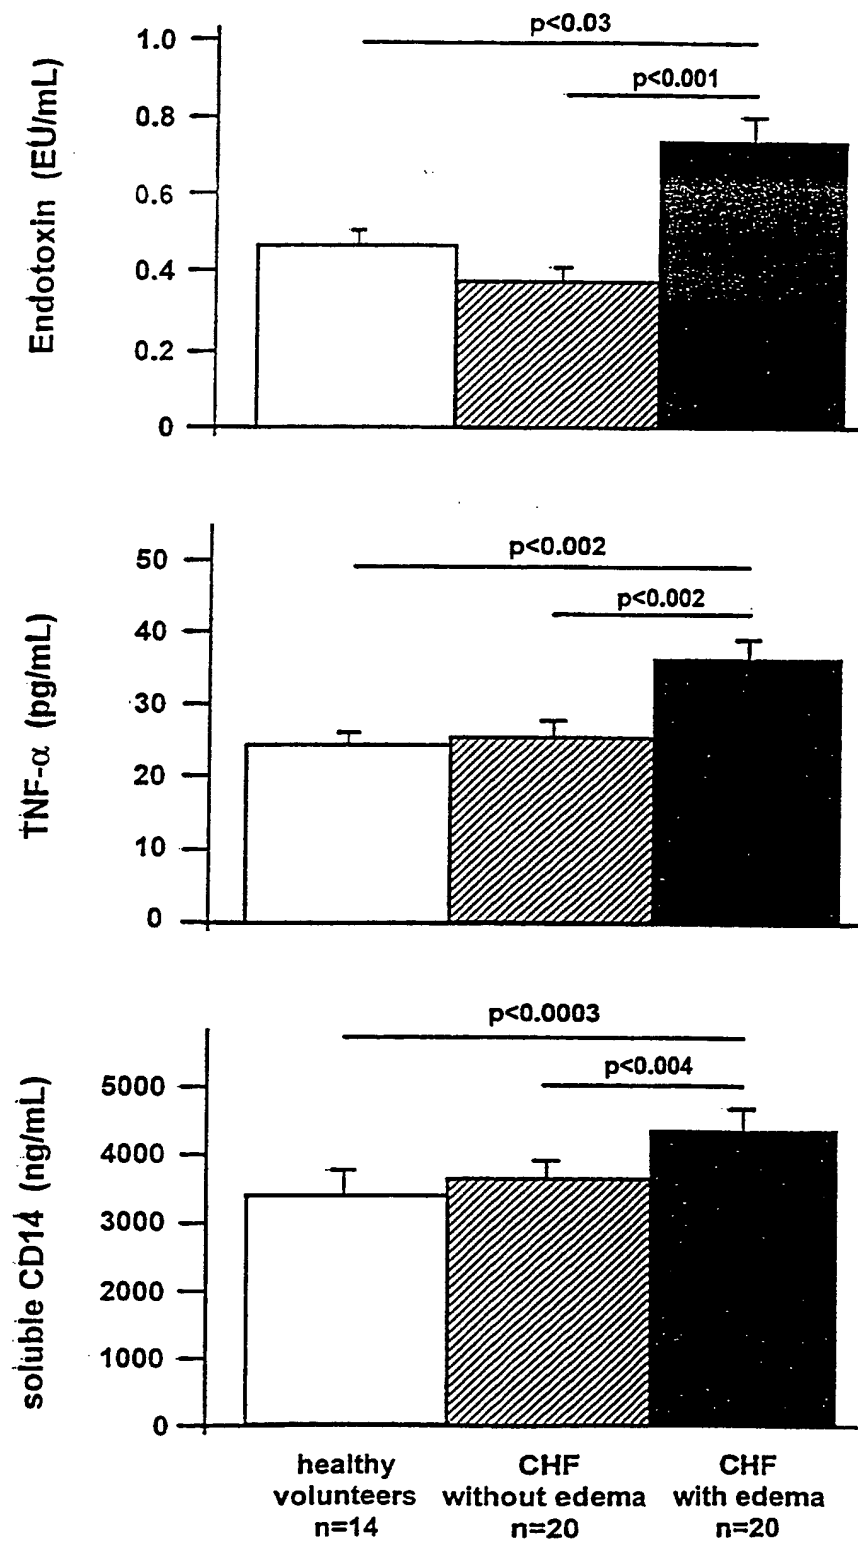 p<0.03
p<0.001
Endotoxin (EU/mL)
1.0
0.8
0.6
0.4
0.2
0
p<0.002
p<0.002
TNF-α (pg/mL)
50
40
30
20
10
0
p<0.0003
p<0.004
soluble CD14 (ng/mL)
5000
4000
3000
2000
1000
0
healthy CHF CHF
volunteers without edema with edema
n=14 n=20 n=20